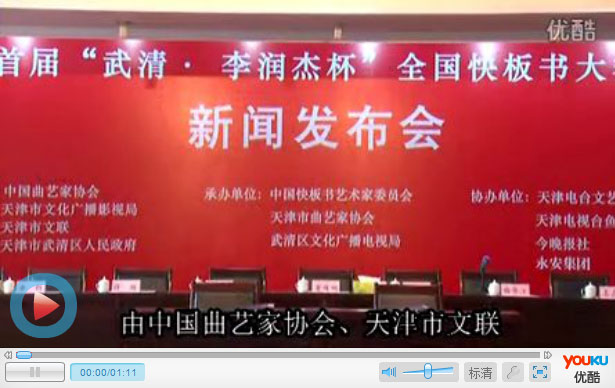 优酷
首届“武清·李润杰杯”全国快板书大
新闻发布会
中国曲艺家协会
天津市文化广播影视局
天津市文联
天津市武清区人民政府
承办单位：中国快板书艺术家委员会
天津市曲艺家协会
武清区文化广播电视局
协办单位：天津电台文艺
天津电视台鱼
今晚报社
永安集团
由中国曲艺家协会、天津市文联
00:00/01:11
标清
YOUKU
优酷